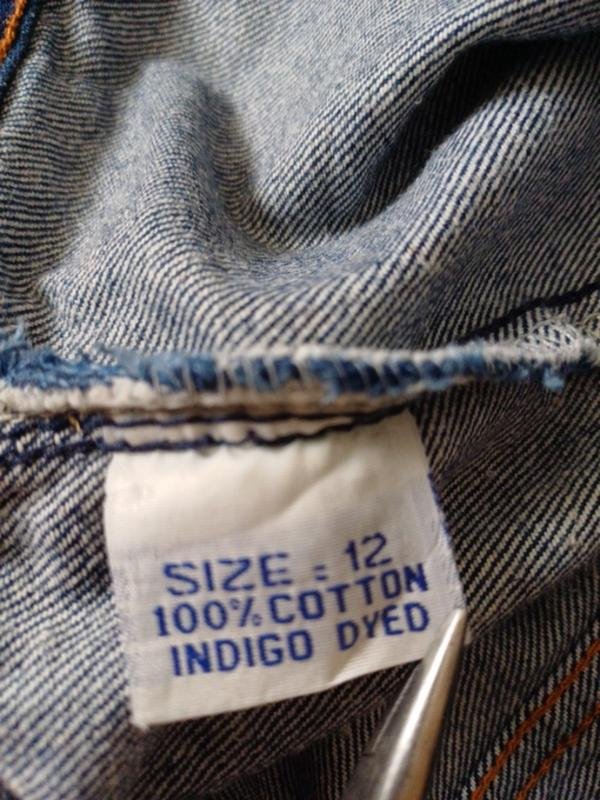 SIZE = 12
100% COTTON
INDIGO DYED